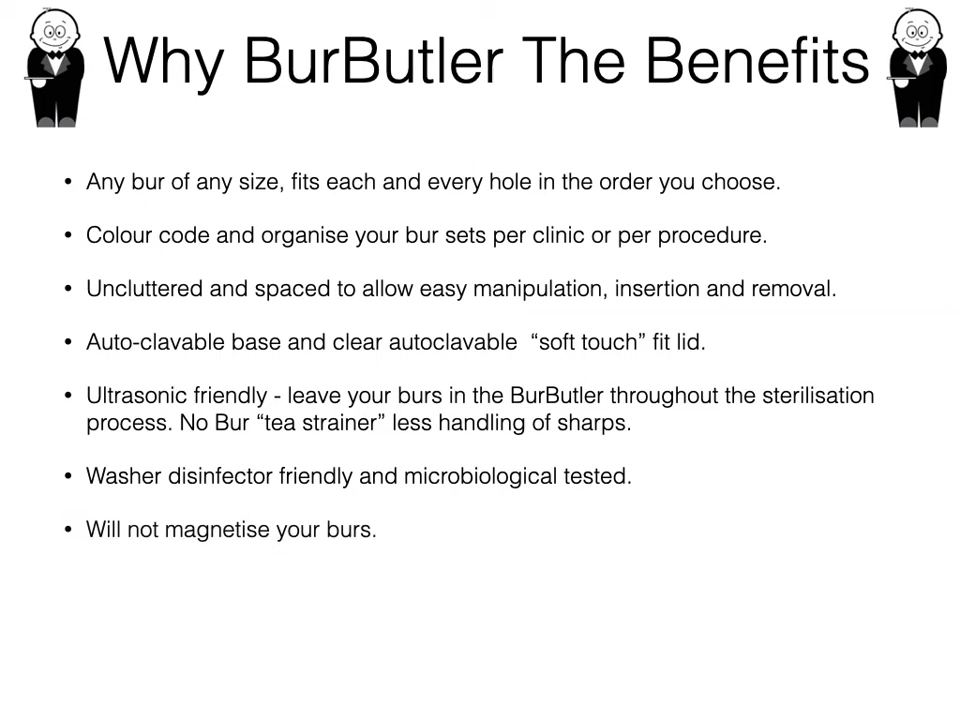 Why BurButler The Benefits
• Any bur of any size, fits each and every hole in the order you choose.
• Colour code and organise your bur sets per clinic or per procedure.
• Uncluttered and spaced to allow easy manipulation, insertion and removal.
• Auto-clavable base and clear autoclavable  “soft touch” fit lid.
• Ultrasonic friendly - leave your burs in the BurButler throughout the sterilisation
process. No Bur “tea strainer” less handling of sharps.
• Washer disinfector friendly and microbiological tested.
• Will not magnetise your burs.